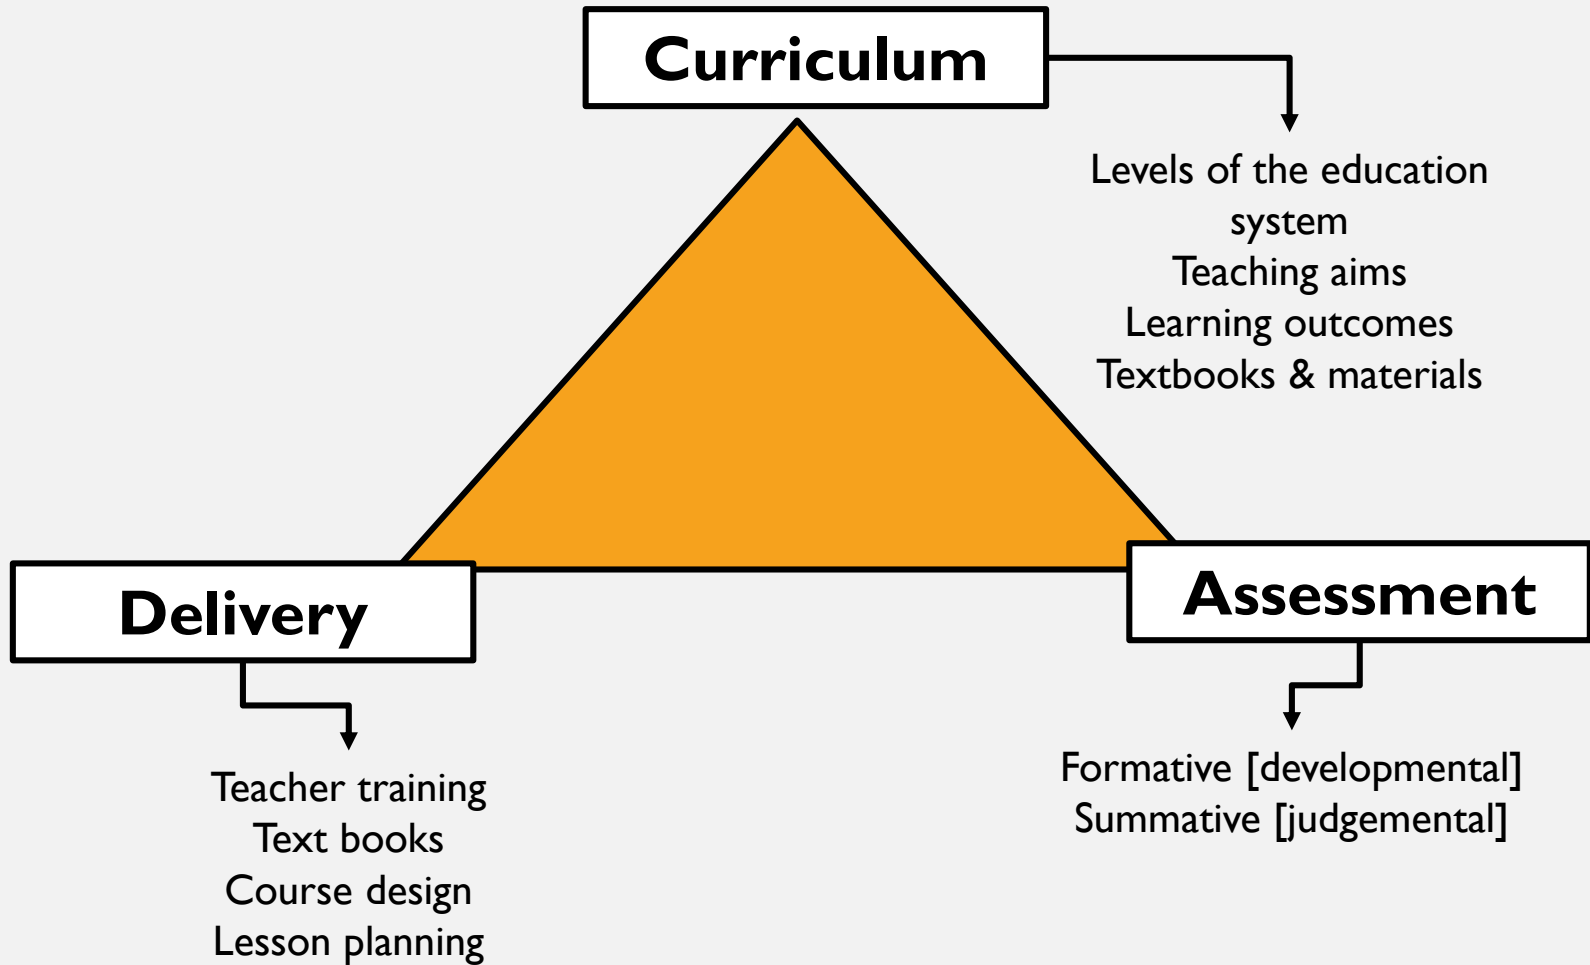 Curriculum
Levels of the education
system
Teaching aims
Learning outcomes
Textbooks & materials
Delivery
Teacher training
Text books
Course design
Lesson planning
Assessment
Formative [developmental]
Summative [judgemental]